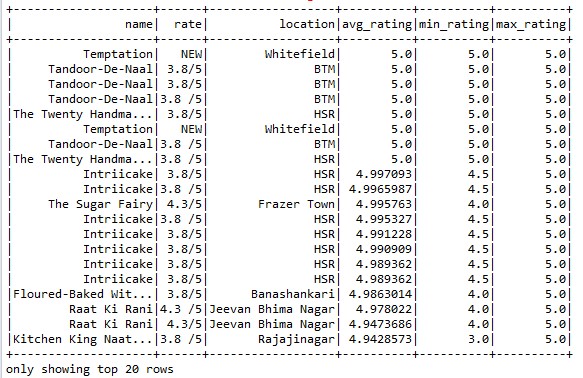 +--------------------+------+------------------+----------+----------+----------+
|                name|  rate|          location|avg_rating|min_rating|max_rating|
+--------------------+------+------------------+----------+----------+----------+
|          Temptation|   NEW|        Whitefield|       5.0|       5.0|       5.0|
|     Tandoor-De-Naal| 3.8/5|               BTM|       5.0|       5.0|       5.0|
|     Tandoor-De-Naal| 3.8/5|               BTM|       5.0|       5.0|       5.0|
|     Tandoor-De-Naal|3.8 /5|               BTM|       5.0|       5.0|       5.0|
|The Twenty Handma...| 3.8/5|               HSR|       5.0|       5.0|       5.0|
|          Temptation|   NEW|        Whitefield|       5.0|       5.0|       5.0|
|     Tandoor-De-Naal|3.8 /5|               BTM|       5.0|       5.0|       5.0|
|The Twenty Handma...|3.8 /5|               HSR|       5.0|       5.0|       5.0|
|          Intriicake| 3.8/5|               HSR|  4.997093|       4.5|       5.0|
|          Intriicake|3.8 /5|               HSR| 4.9965987|       4.5|       5.0|
|     The Sugar Fairy| 4.3/5|       Frazer Town|  4.995763|       4.0|       5.0|
|          Intriicake|3.8 /5|               HSR|  4.995327|       4.5|       5.0|
|          Intriicake| 3.8/5|               HSR|  4.991228|       4.5|       5.0|
|          Intriicake| 3.8/5|               HSR|  4.990909|       4.5|       5.0|
|          Intriicake| 3.8/5|               HSR|  4.989362|       4.5|       5.0|
|          Intriicake| 3.8/5|               HSR|  4.989362|       4.5|       5.0|
|Floured-Baked Wit...| 3.8/5|      Banashankari| 4.9863014|       4.0|       5.0|
|        Raat Ki Rani|4.3 /5|Jeevan Bhima Nagar|  4.978022|       4.0|       5.0|
|        Raat Ki Rani| 4.3/5|Jeevan Bhima Nagar| 4.9473686|       4.0|       5.0|
|Kitchen King Naat...|3.8 /5|       Rajajinagar| 4.9428573|       3.0|       5.0|
+--------------------+------+------------------+----------+----------+----------+
only showing top 20 rows